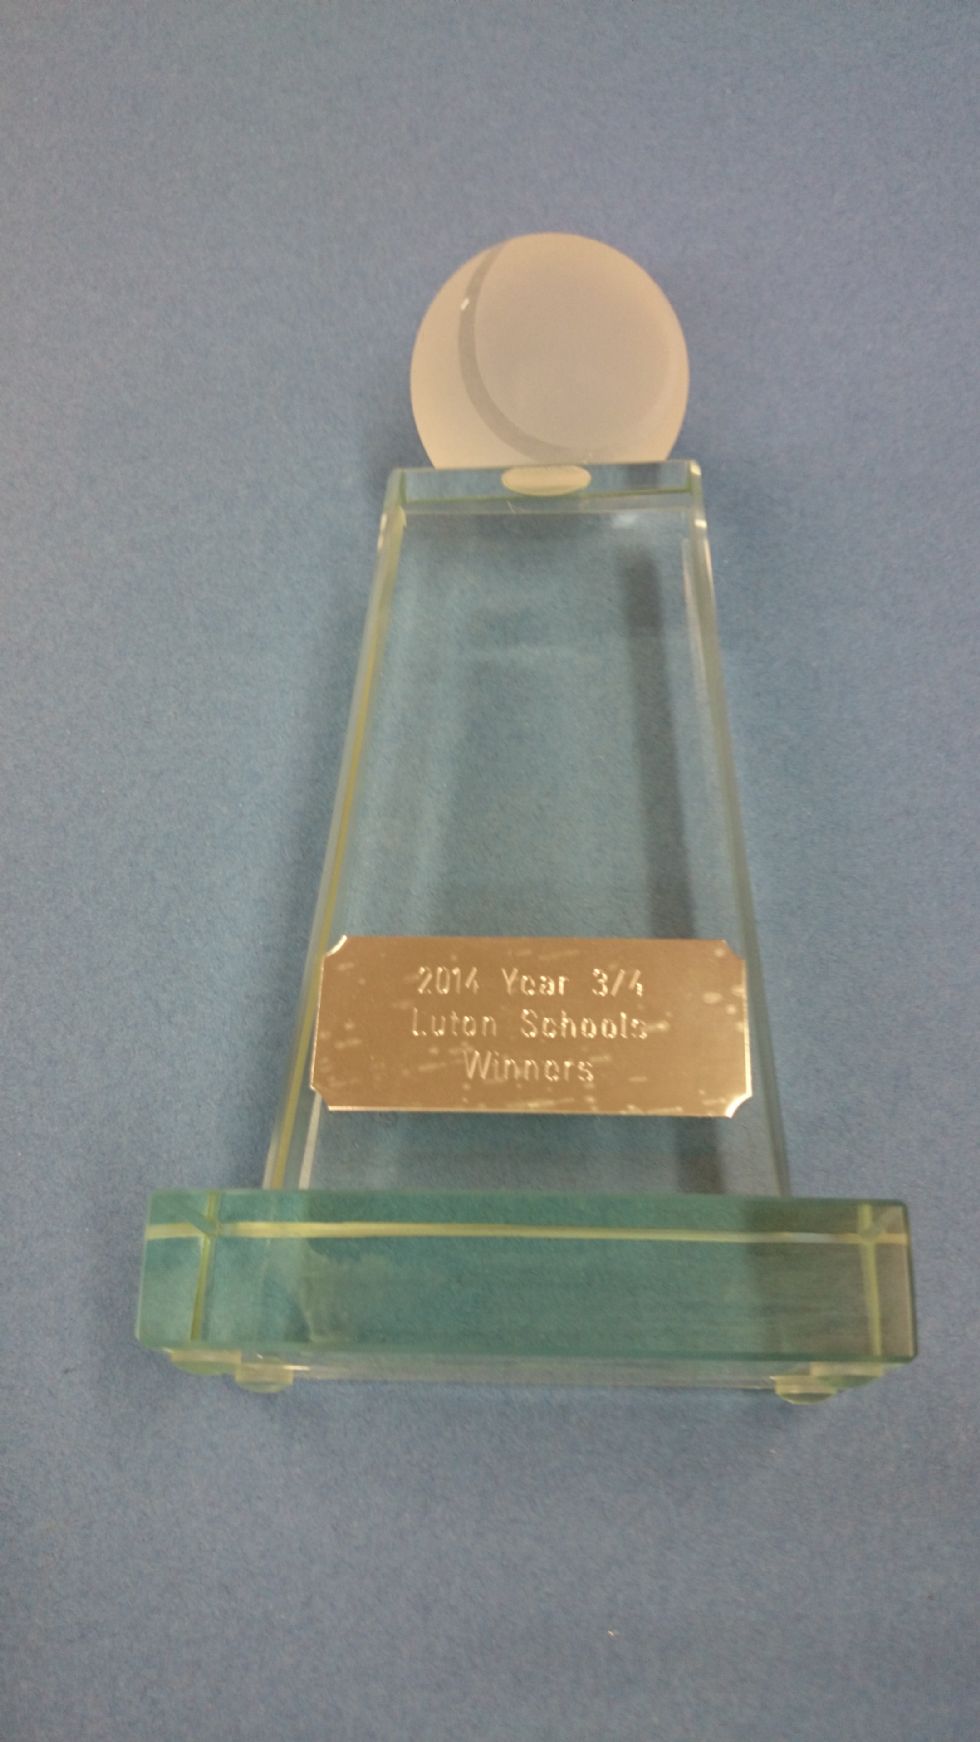 2014 Year 3/4
Luton Schools
Winners